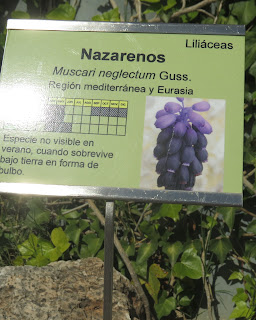 Liliáceas
Nazarenos
Muscari neglectum Guss.
Región mediterránea y Eurasia
Especie no visible en
verano, cuando sobrevive
bajo tierra en forma de
bulbo.